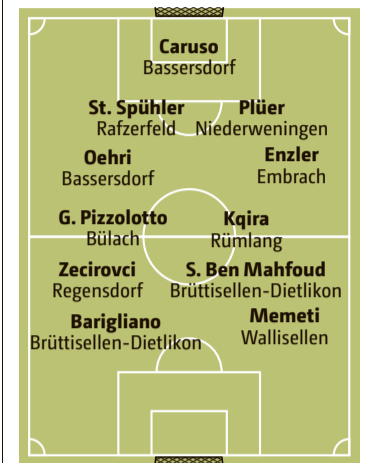 Caruso
Bassersdorf
St. Spühler Plüer
Rafzerfeld Niederweningen
Oehri Enzler
Bassersdorf Embrach
G. Pizzolotto Kqira
Bülach Rümlang
Zecirovci S. Ben Mahfoud
Regensdorf Brüttisellen-Dietlikon
Barigliano Memeti
Brüttisellen-Dietlikon Wallisellen